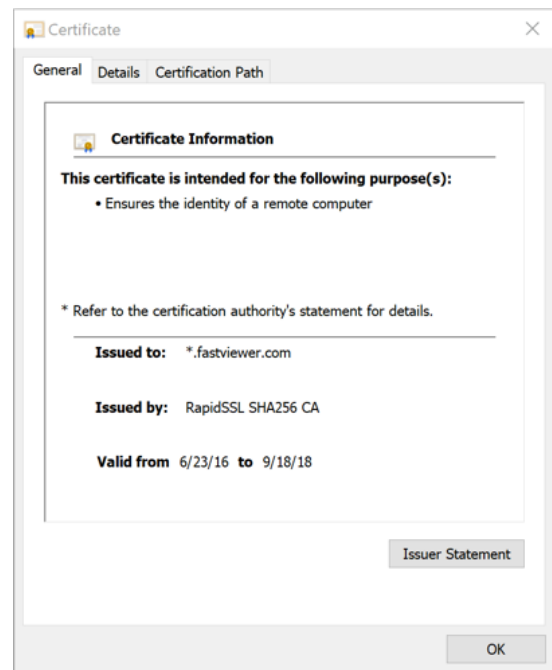 Certificate
General Details Certification Path
Certificate Information
This certificate is intended for the following purpose(s):
• Ensures the identity of a remote computer
* Refer to the certification authority's statement for details.
Issued to: *.fastviewer.com
Issued by: RapidSSL SHA256 CA
Valid from 6/23/16 to 9/18/18
Issuer Statement
OK